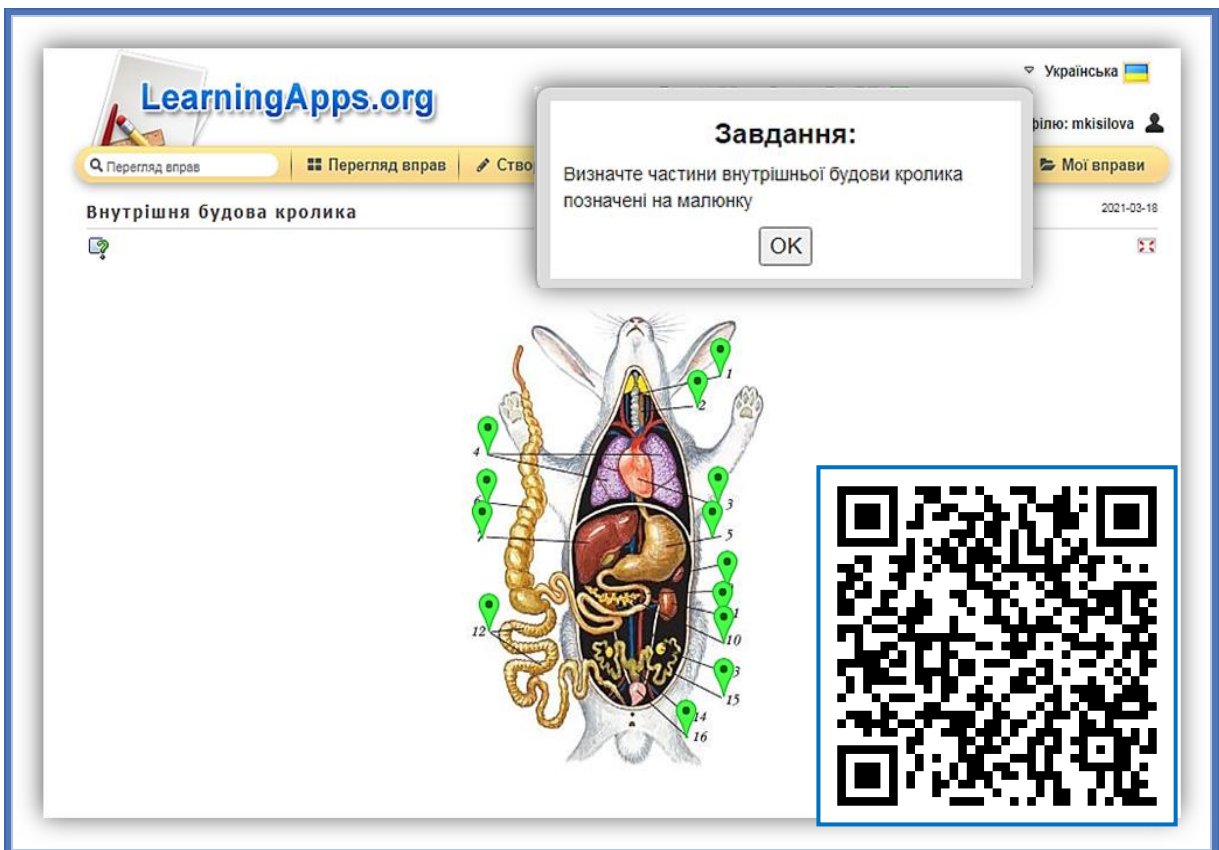 Українська
LearningApps.org
філю: mkisilova
Завдання:
Визначте частини внутрішньої будови кролика
позначені на малюнку
OK
Перегляд вправ
Перегляд вправ
Ство
Мої вправи
Внутрішня будова кролика
2021-03-18
1
2
4
6
3
5
12
10
15
14
16